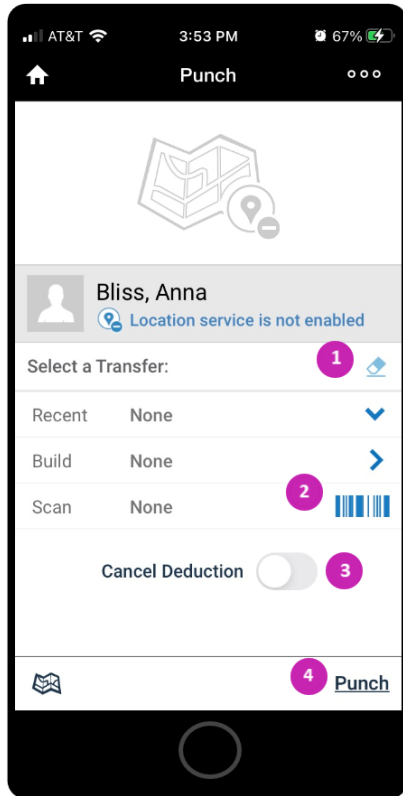 AT&T 3:53 PM 67%
Punch
Bliss, Anna
Location service is not enabled
Select a Transfer: 1
Recent None
Build None
2
Scan None
Cancel Deduction 3
4 Punch